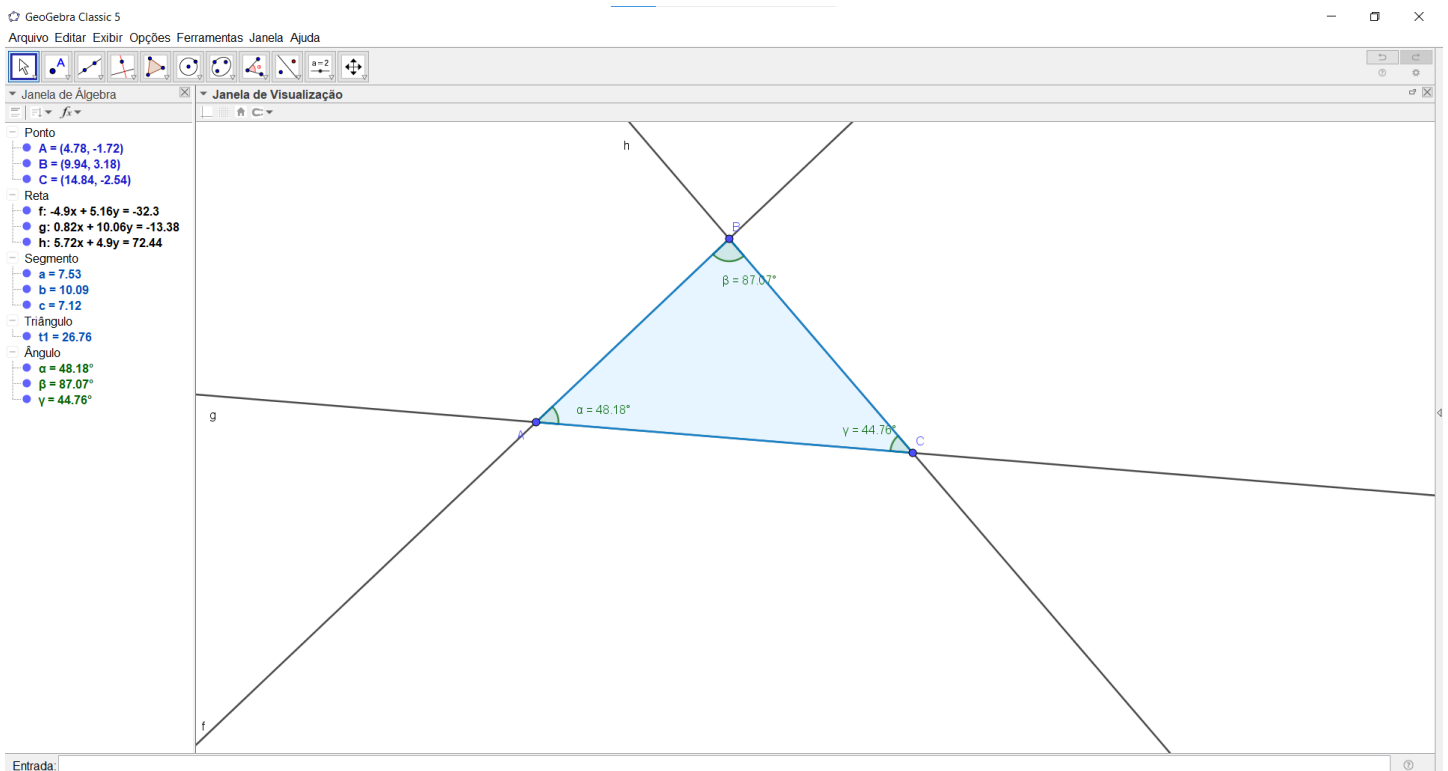 GeoGebra Classic 5
Arquivo Editar Exibir Opções Ferramentas Janela Ajuda
A
a=2
Janela de Álgebra
Janela de Visualização
fx
Ponto
A = (4.78, -1.72)
B = (9.94, 3.18)
C = (14.84, -2.54)
Reta
f: -4.9x + 5.16y = -32.3
g: 0.82x + 10.06y = -13.38
h: 5.72x + 4.9y = 72.44
Segmento
a = 7.53
b = 10.09
c = 7.12
Triângulo
t1 = 26.76
Ângulo
α = 48.18°
β = 87.07°
γ = 44.76°
h
B
β = 87.07°
g
α = 48.18°
A
γ = 44.76°
C
f
Entrada: